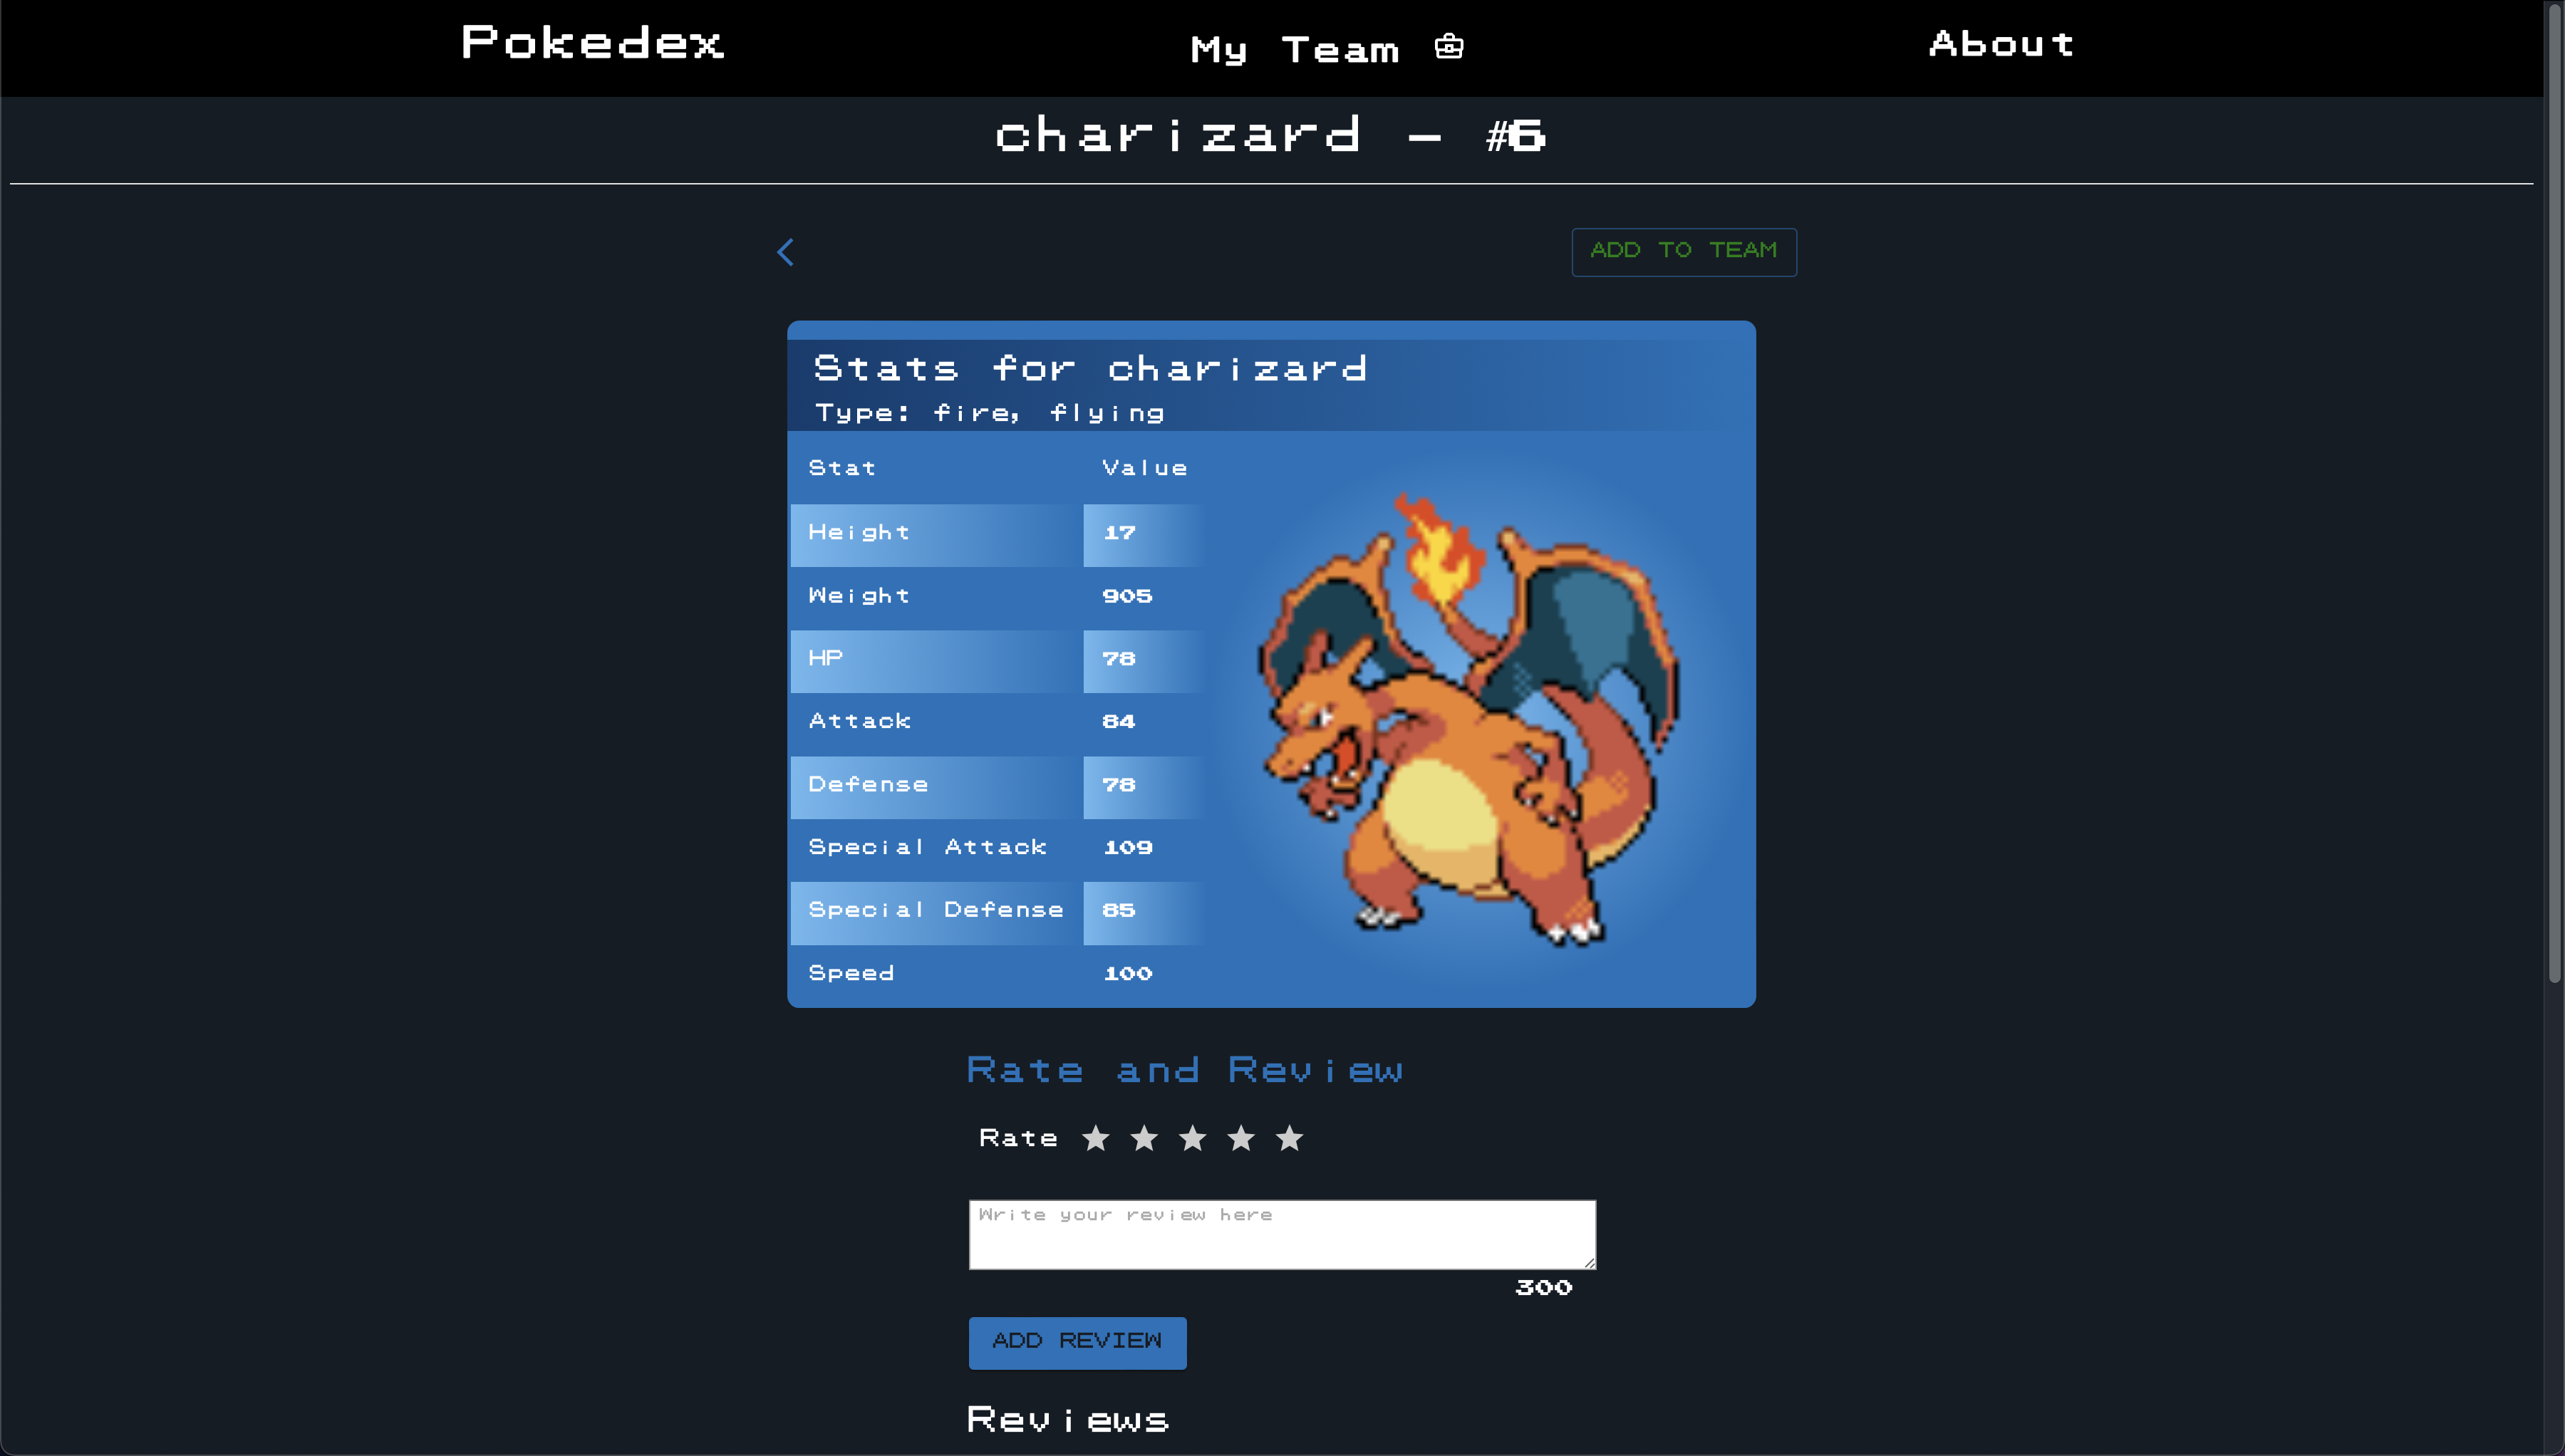 Pokedex My Team About
charizard - #6
ADD TO TEAM
Stats for charizard
Type: fire, flying
Stat Value
Height 17
Weight 905
HP 78
Attack 84
Defense 78
Special Attack 109
Special Defense 85
Speed 100
Rate and Review
Rate
Write your review here
300
ADD REVIEW
Reviews